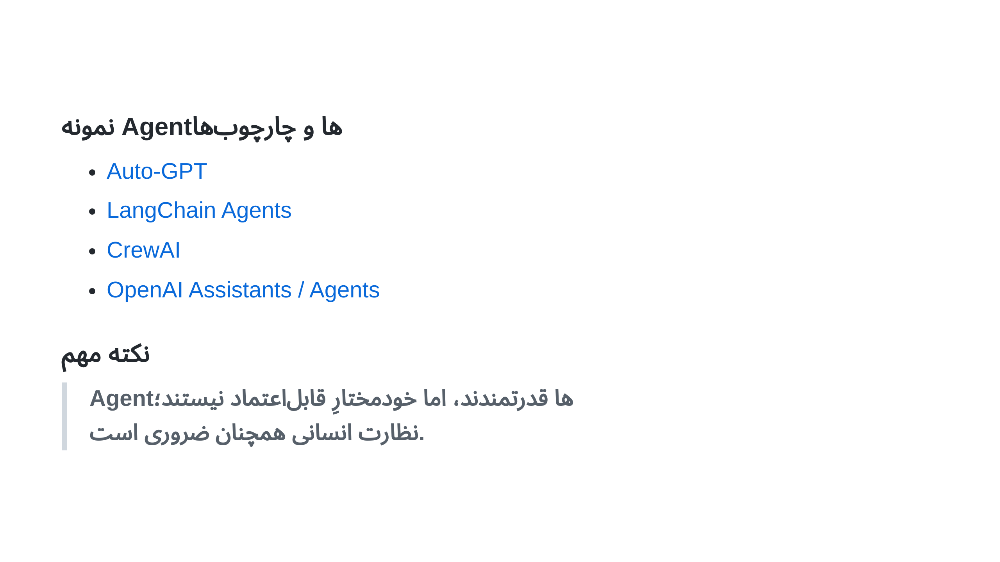 نمونه Agentها و چارچوب‌ها
Auto-GPT
LangChain Agents
CrewAI
OpenAI Assistants / Agents
نکته مهم
Agentها قدرتمندند، اما خودمختارِ قابل‌اعتماد نیستند؛
نظارت انسانی همچنان ضروری است.